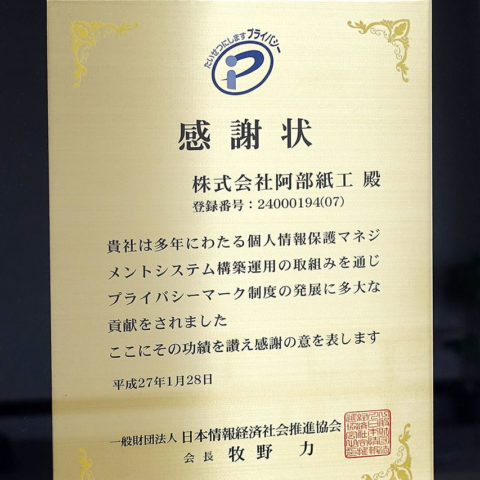 たいせつにしますプライバシー
感謝状
株式会社阿部紙工 殿
登録番号：24000194(07)
貴社は多年にわたる個人情報保護マネジ
メントシステム構築運用の取組みを通じ
プライバシーマーク制度の発展に多大な
貢献をされました
ここにその功績を讃え感謝の意を表します
平成27年1月28日
一般財団法人 日本情報経済社会推進協会
会長 牧野 力